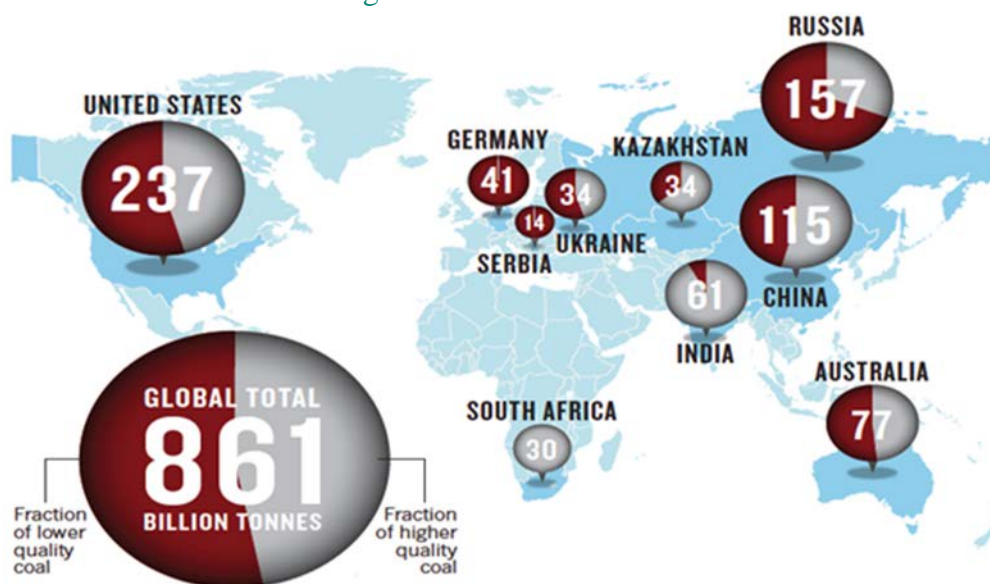 RUSSIA
157
UNITED STATES
237
GERMANY
41
KAZAKHSTAN
34
34
UKRAINE
14
SERBIA
115
CHINA
61
INDIA
GLOBAL TOTAL
861
BILLION TONNES
SOUTH AFRICA
30
AUSTRALIA
77
Fraction
of lower
quality
coal
Fraction
of higher
quality
coal